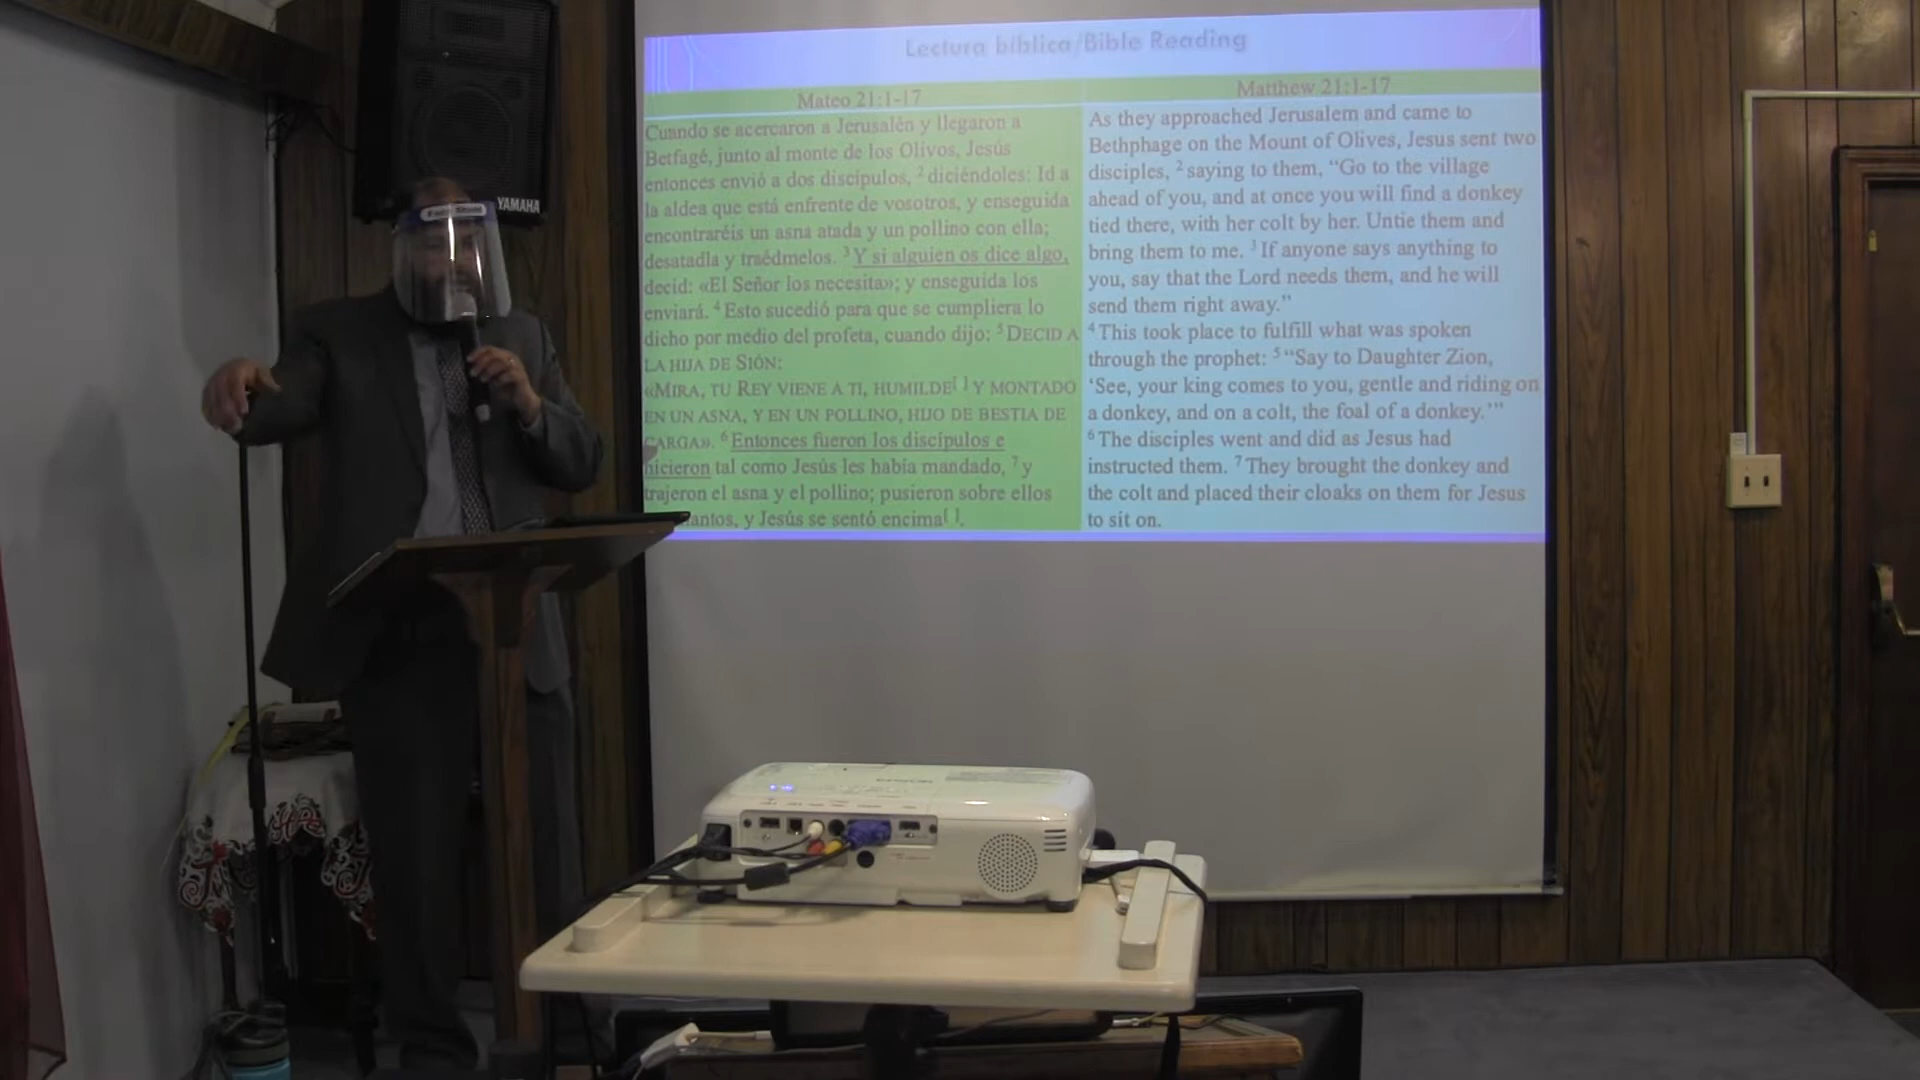 Lectura bíblica/Bible Reading
Mateo 21:1-17
Cuando se acercaron a Jerusalén y llegaron a
Betfagé, junto al monte de los Olivos, Jesús
entonces envió a dos discípulos, 2 diciéndoles: Id a
la aldea que está enfrente de vosotros, y enseguida
encontraréis un asna atada y un pollino con ella;
desatadla y traédmelos. 3 Y si alguien os dice algo,
decid: «El Señor los necesita»; y enseguida los
enviará. 4 Esto sucedió para que se cumpliera lo
dicho por medio del profeta, cuando dijo: 5 DECID A
LA HIJA DE SIÓN:
«MIRA, TU REY VIENE A TI, HUMILDE[ ] Y MONTADO
EN UN ASNA, Y EN UN POLLINO, HIJO DE BESTIA DE
CARGA». 6 Entonces fueron los discípulos e
hicieron tal como Jesús les había mandado, 7 y
trajeron el asna y el pollino; pusieron sobre ellos
antos, y Jesús se sentó encima[ ].
Matthew 21:1-17
As they approached Jerusalem and came to
Bethphage on the Mount of Olives, Jesus sent two
disciples, 2 saying to them, “Go to the village
ahead of you, and at once you will find a donkey
tied there, with her colt by her. Untie them and
bring them to me. 3 If anyone says anything to
you, say that the Lord needs them, and he will
send them right away.”
4 This took place to fulfill what was spoken
through the prophet: 5 “Say to Daughter Zion,
‘See, your king comes to you, gentle and riding on
a donkey, and on a colt, the foal of a donkey.’”
6 The disciples went and did as Jesus had
instructed them. 7 They brought the donkey and
the colt and placed their cloaks on them for Jesus
to sit on.
YAMAHA